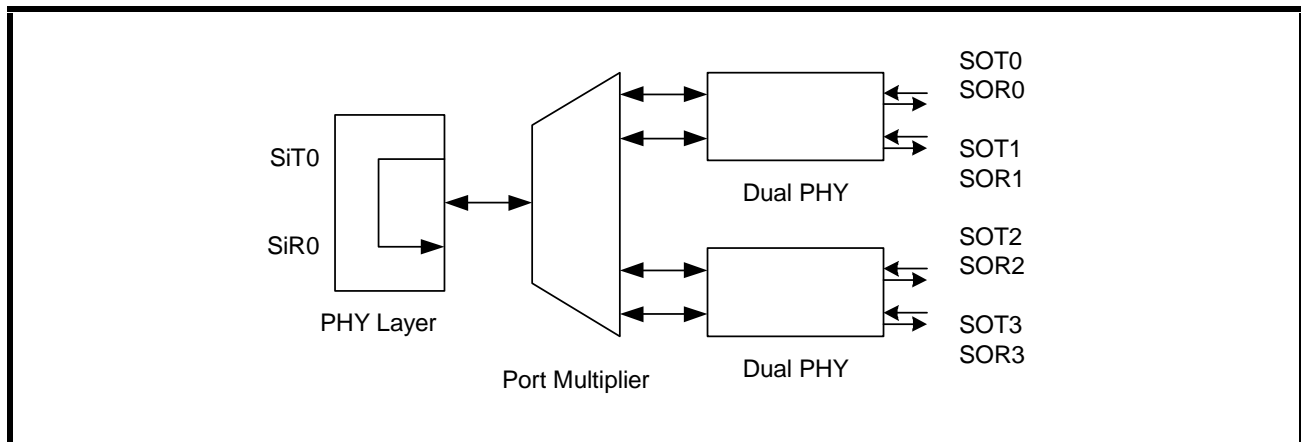 SiT0
SiR0
PHY Layer
Port Multiplier
Dual PHY
Dual PHY
SOT0
SOR0
SOT1
SOR1
SOT2
SOR2
SOT3
SOR3